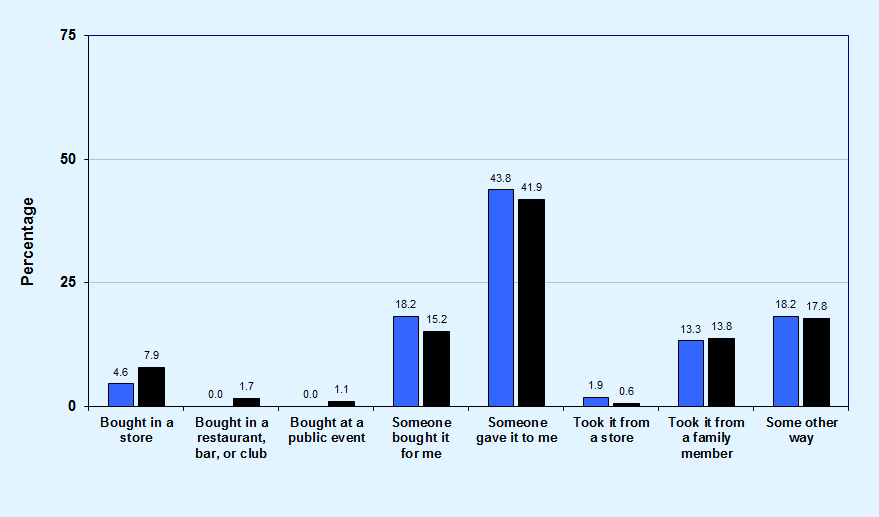 75
50
25
0
Percentage
4.6
7.9
0.0
1.7
0.0
1.1
18.2
15.2
43.8
41.9
1.9
0.6
13.3
13.8
18.2
17.8
Bought in a
store
Bought in a
restaurant,
bar, or club
Bought at a
public event
Someone
bought it
for me
Someone
gave it to me
Took it from
a store
Took it from
a family
member
Some other
way